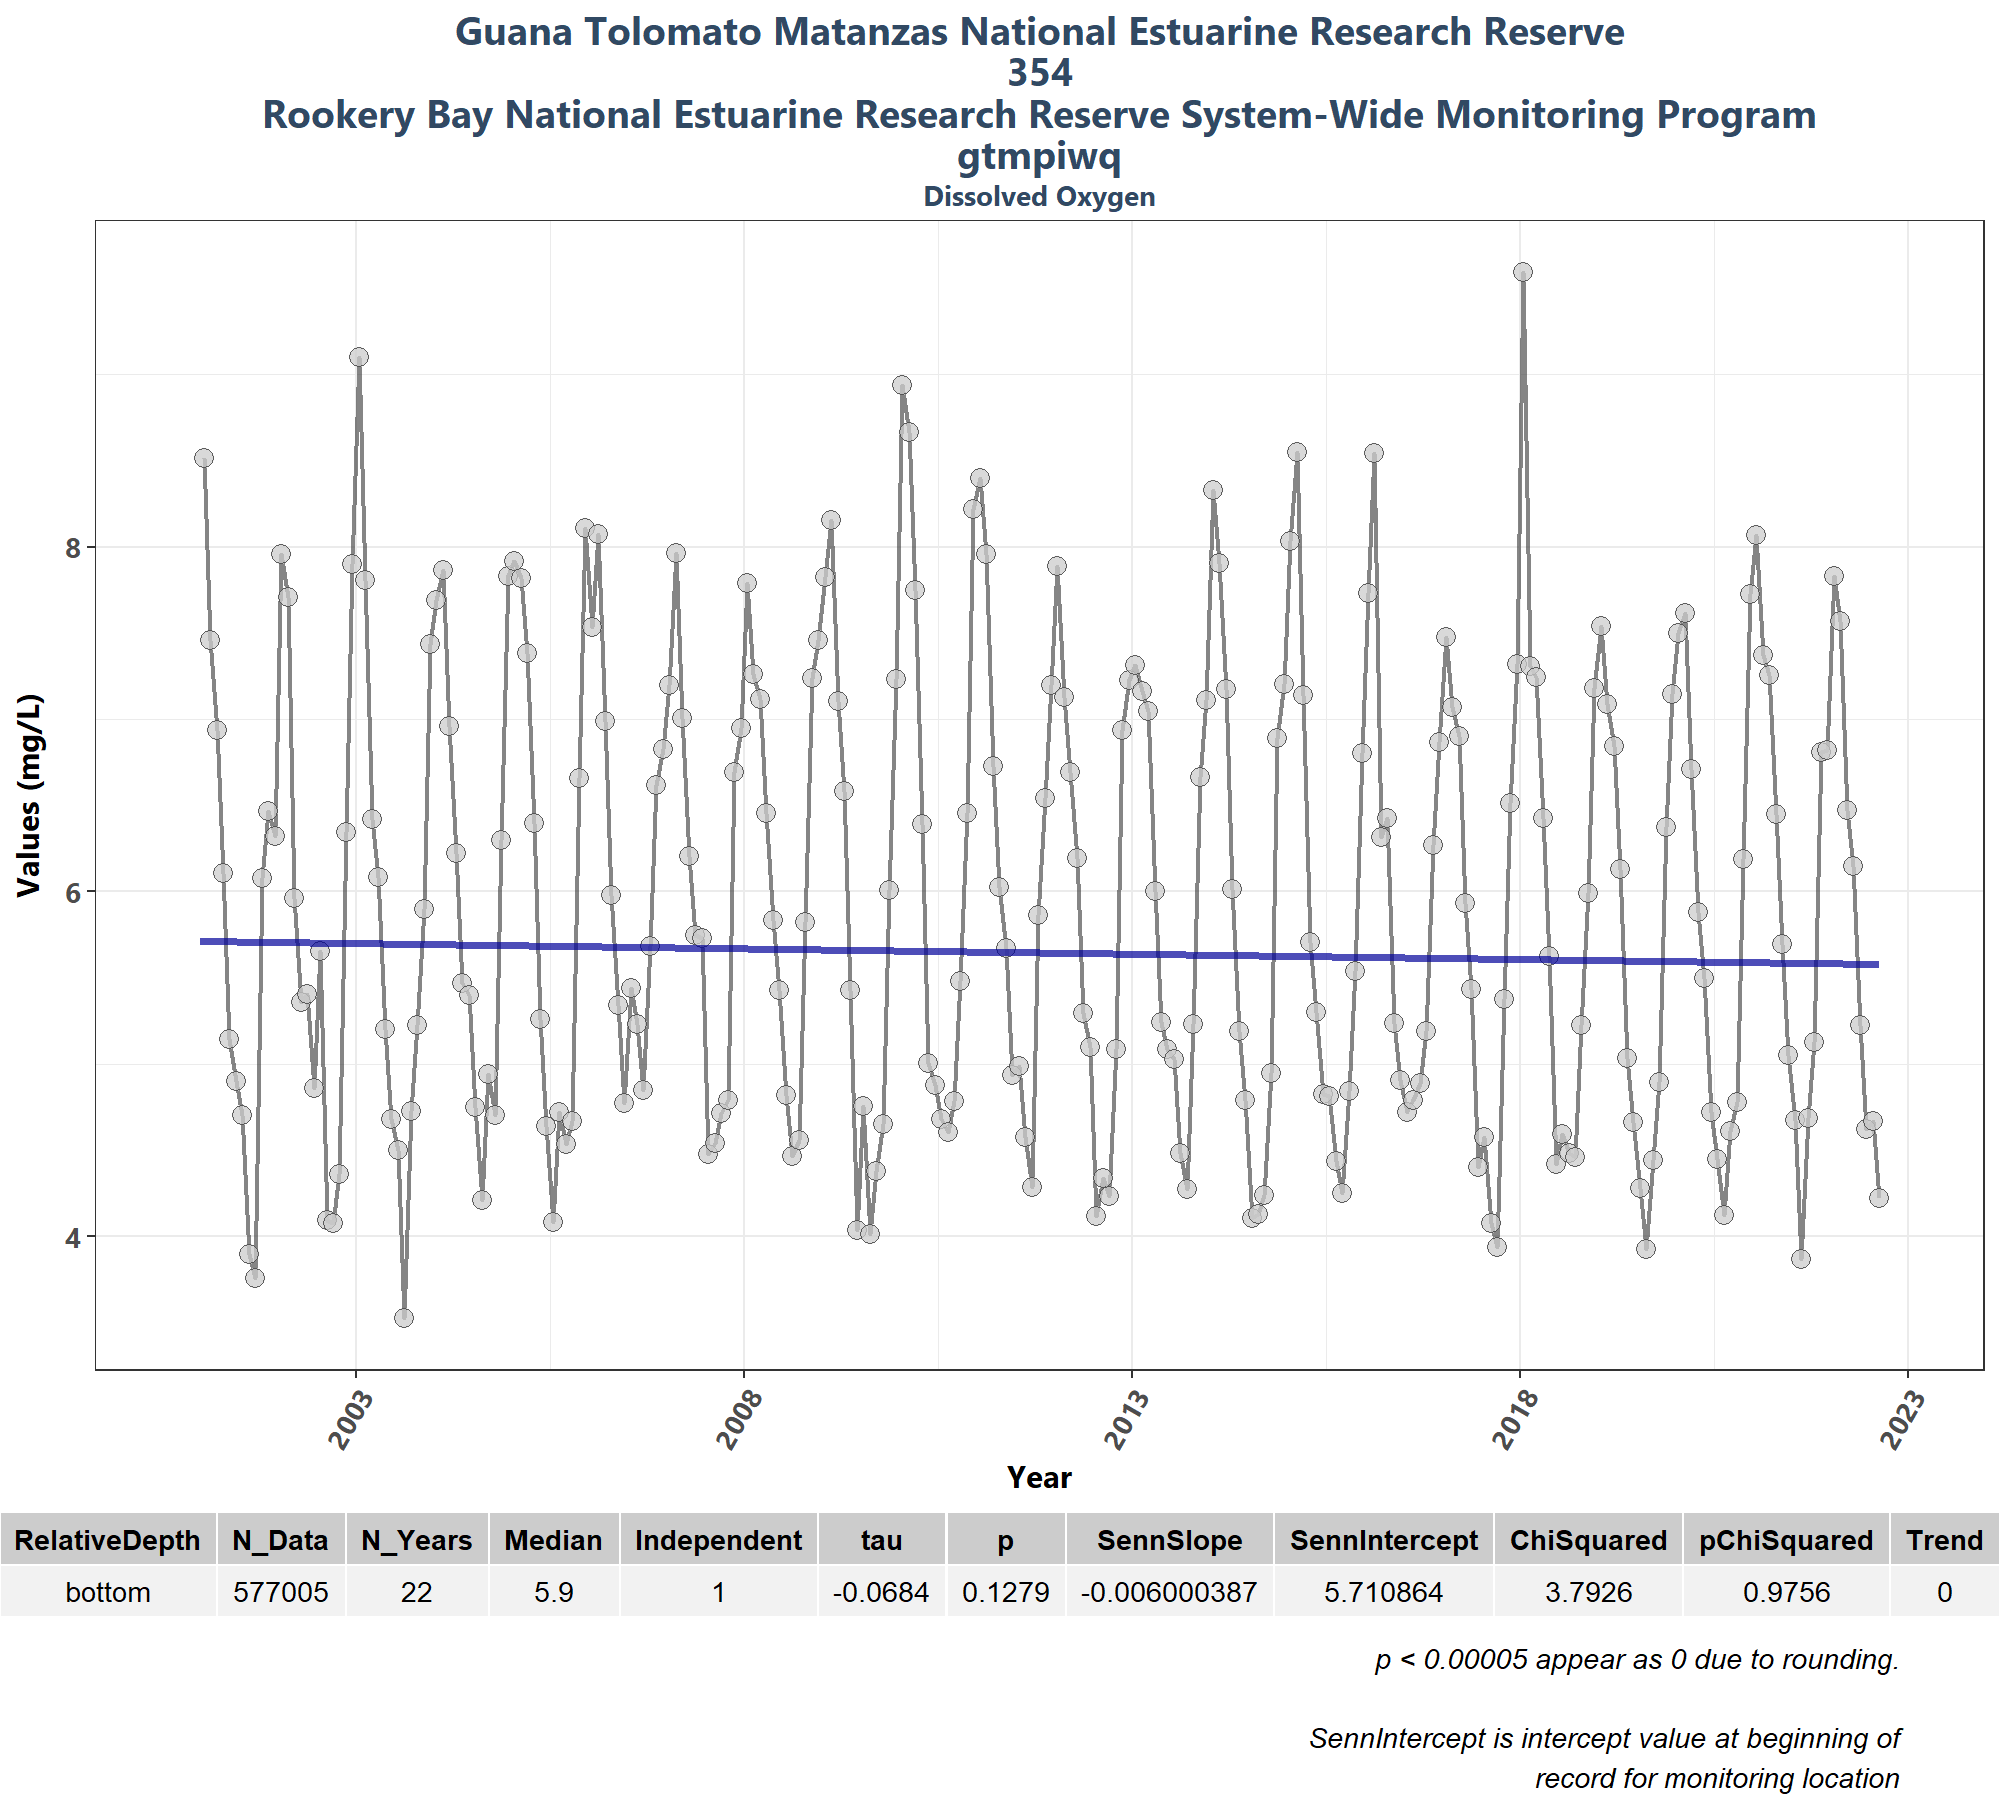 Guana Tolomato Matanzas National Estuarine Research Reserve
354
Rookery Bay National Estuarine Research Reserve System-Wide Monitoring Program
gtmpiwq
Dissolved Oxygen
Values (mg/L)
8
6
4
2003
2008
2013
2018
2023
Year
RelativeDepth N_Data N_Years Median Independent tau p SennSlope SennIntercept ChiSquared pChiSquared Trend
bottom 577005 22 5.9 1 -0.0684 0.1279 -0.006000387 5.710864 3.7926 0.9756 0
p < 0.00005 appear as 0 due to rounding.
SennIntercept is intercept value at beginning of
record for monitoring location